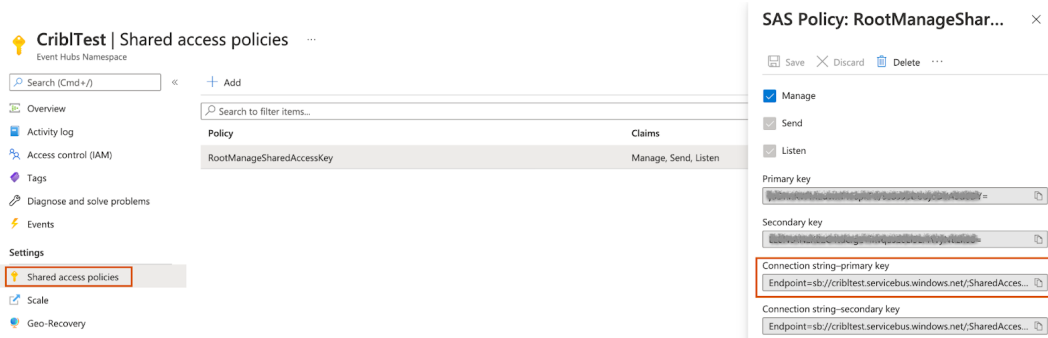 CriblTest | Shared access policies ...
Event Hubs Namespace
Search (Cmd+/)
«
Overview
Activity log
Access control (IAM)
Tags
Diagnose and solve problems
Events
Settings
Shared access policies
Scale
Geo-Recovery
+ Add
Search to filter items...
Policy Claims
RootManageSharedAccessKey Manage, Send, Listen
SAS Policy: RootManageShar... ×
Save Discard Delete ...
Manage
Send
Listen
Primary key
Secondary key
Connection string–primary key
Endpoint=sb://cribltest.servicebus.windows.net/;SharedAcces...
Connection string–secondary key
Endpoint=sb://cribltest.servicebus.windows.net/;SharedAcces...